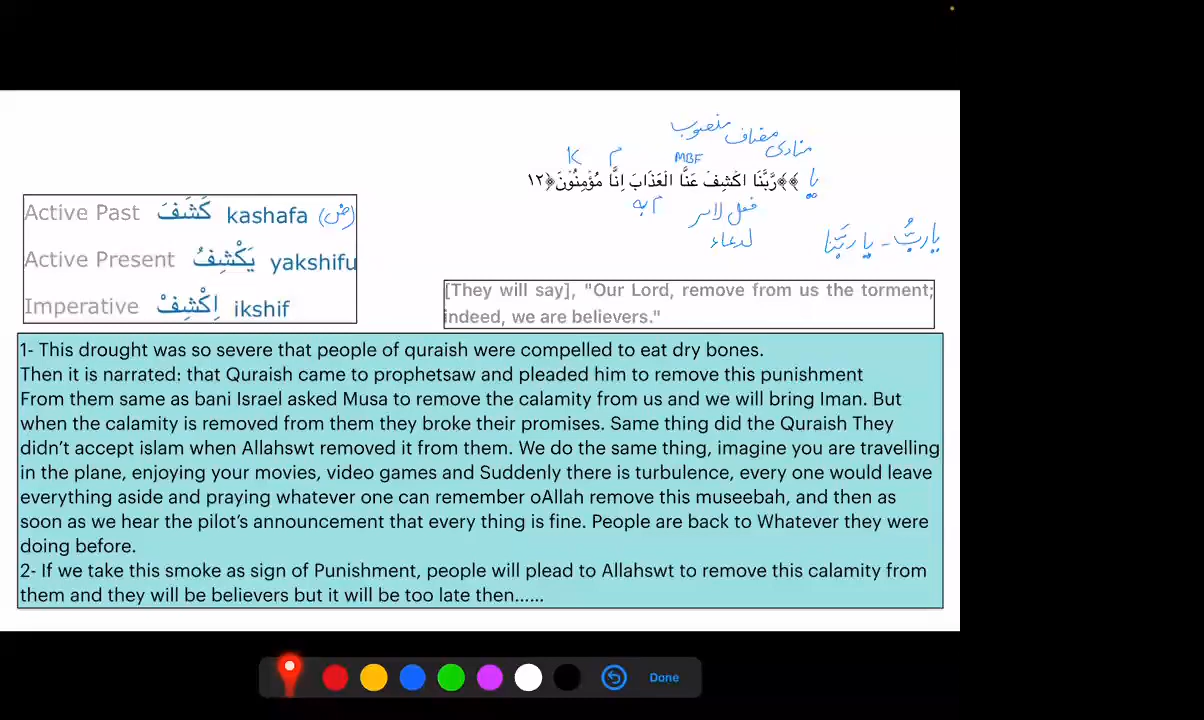 منادى مضاف منصوب
K م MBF
يا ﴾﴾رَّبَّنَا اكْشِفْ عَنَّا الْعَذَابَ اِنَّا مُؤْمِنُوْنَ﴿١٢
فعل لامر م به
لدعاء
يا ربُّ - يا ربَّنا
Active Past كَشَفَ kashafa (ض)
Active Present يَكْشِفُ yakshifu
Imperative اِكْشِفْ ikshif
[They will say], "Our Lord, remove from us the torment;
indeed, we are believers."
1- This drought was so severe that people of quraish were compelled to eat dry bones.
Then it is narrated: that Quraish came to prophetsaw and pleaded him to remove this punishment
From them same as bani Israel asked Musa to remove the calamity from us and we will bring Iman. But
when the calamity is removed from them they broke their promises. Same thing did the Quraish They
didn't accept islam when Allahswt removed it from them. We do the same thing, imagine you are travelling
in the plane, enjoying your movies, video games and Suddenly there is turbulence, every one would leave
everything aside and praying whatever one can remember oAllah remove this museebah, and then as
soon as we hear the pilot's announcement that every thing is fine. People are back to Whatever they were
doing before.
2- If we take this smoke as sign of Punishment, people will plead to Allahswt to remove this calamity from
them and they will be believers but it will be too late then......
Done